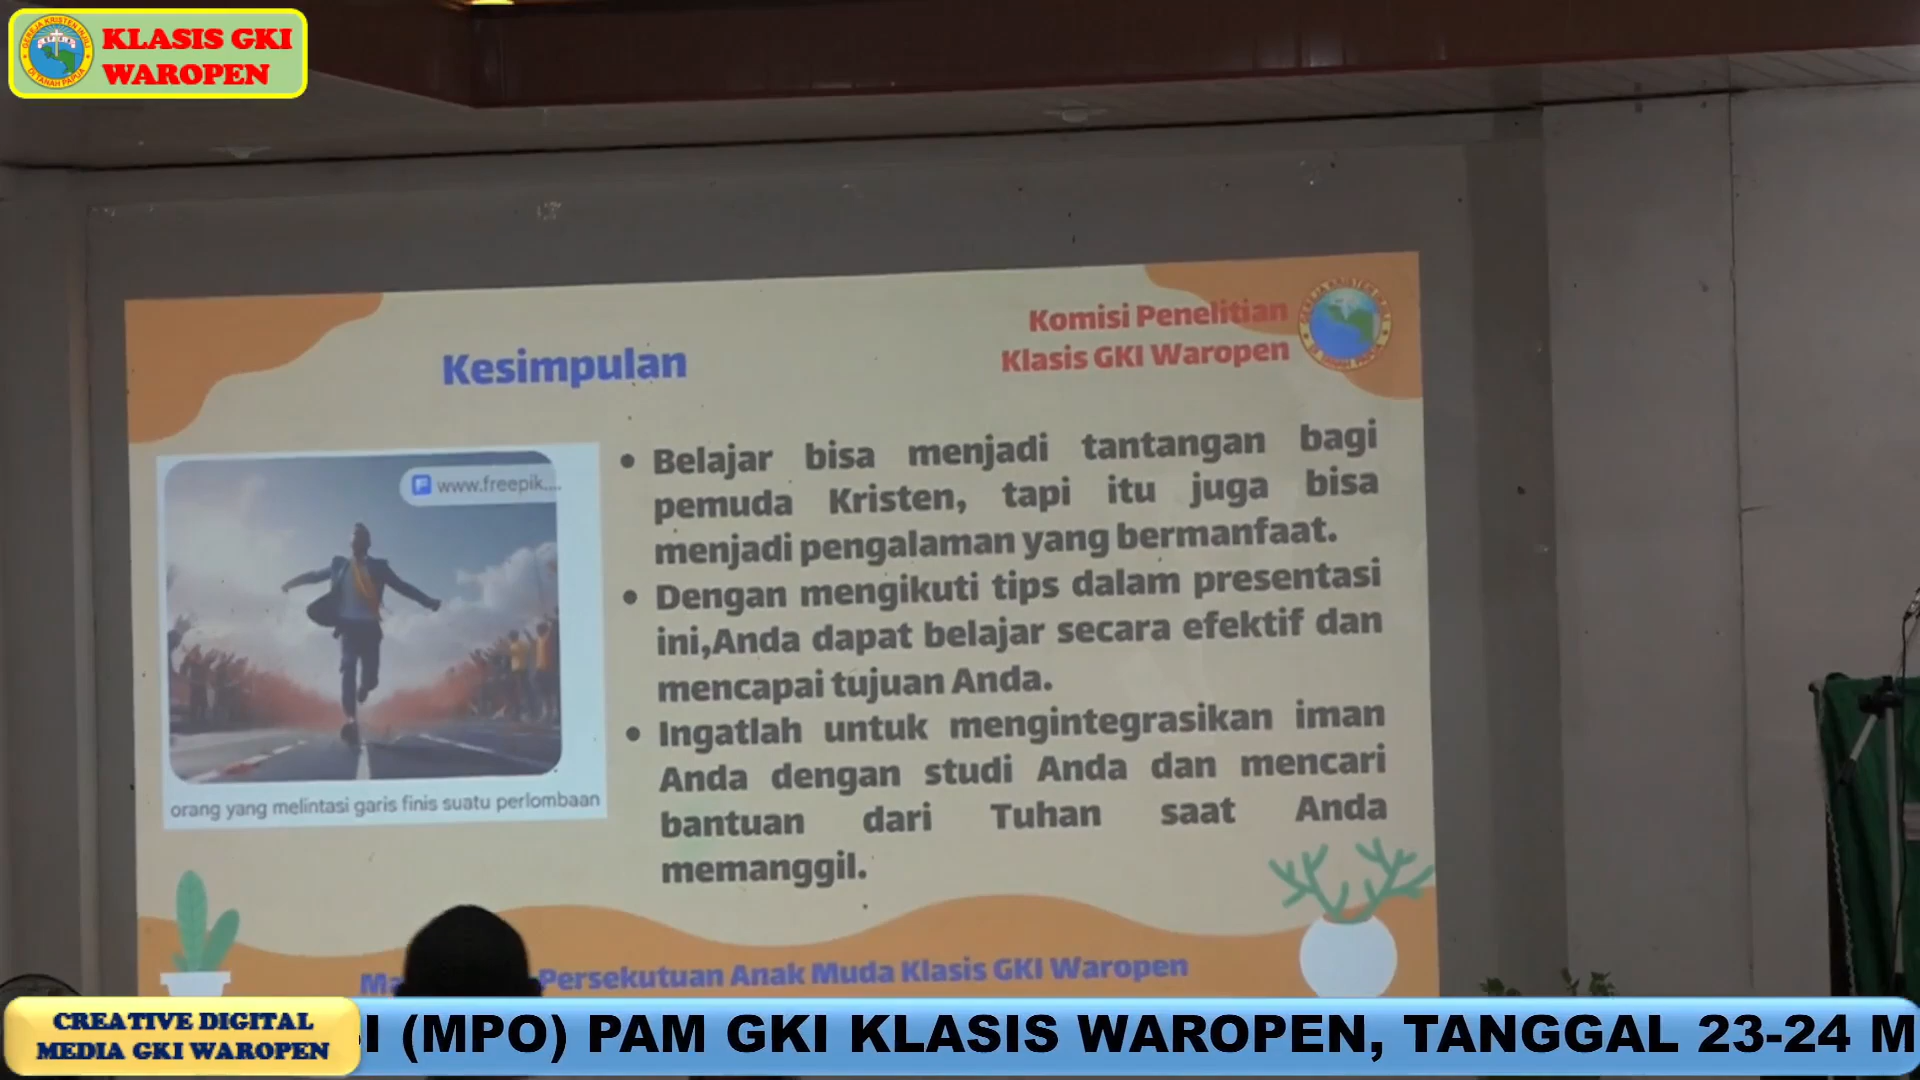 KLASIS GKI
WAROPEN
Komisi Penelitian
Klasis GKI Waropen
Kesimpulan
www.freepik....
orang yang melintasi garis finis suatu perlombaan
• Belajar bisa menjadi tantangan bagi
pemuda Kristen, tapi itu juga bisa
menjadi pengalaman yang bermanfaat.
• Dengan mengikuti tips dalam presentasi
ini,Anda dapat belajar secara efektif dan
mencapai tujuan Anda.
• Ingatlah untuk mengintegrasikan iman
Anda dengan studi Anda dan mencari
bantuan dari Tuhan saat Anda
memanggil.
Persekutuan Anak Muda Klasis GKI Waropen
CREATIVE DIGITAL
MEDIA GKI WAROPEN
I (MPO) PAM GKI KLASIS WAROPEN, TANGGAL 23-24 M